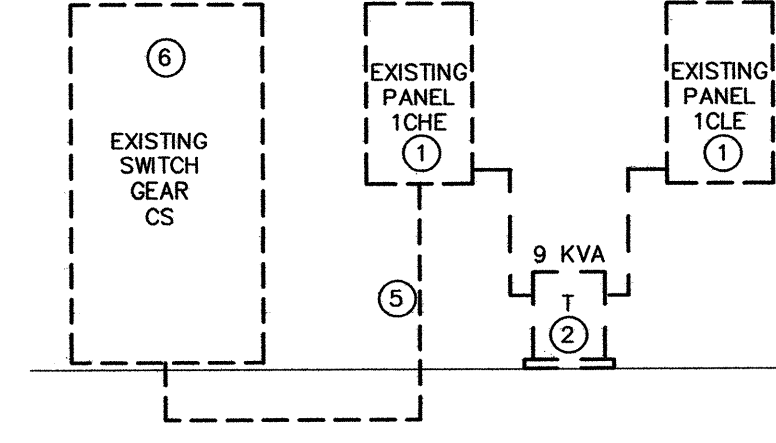 6
EXISTING
SWITCH
GEAR
CS
EXISTING
PANEL
1CHE
1
EXISTING
PANEL
1CLE
1
5
9 KVA
T
2